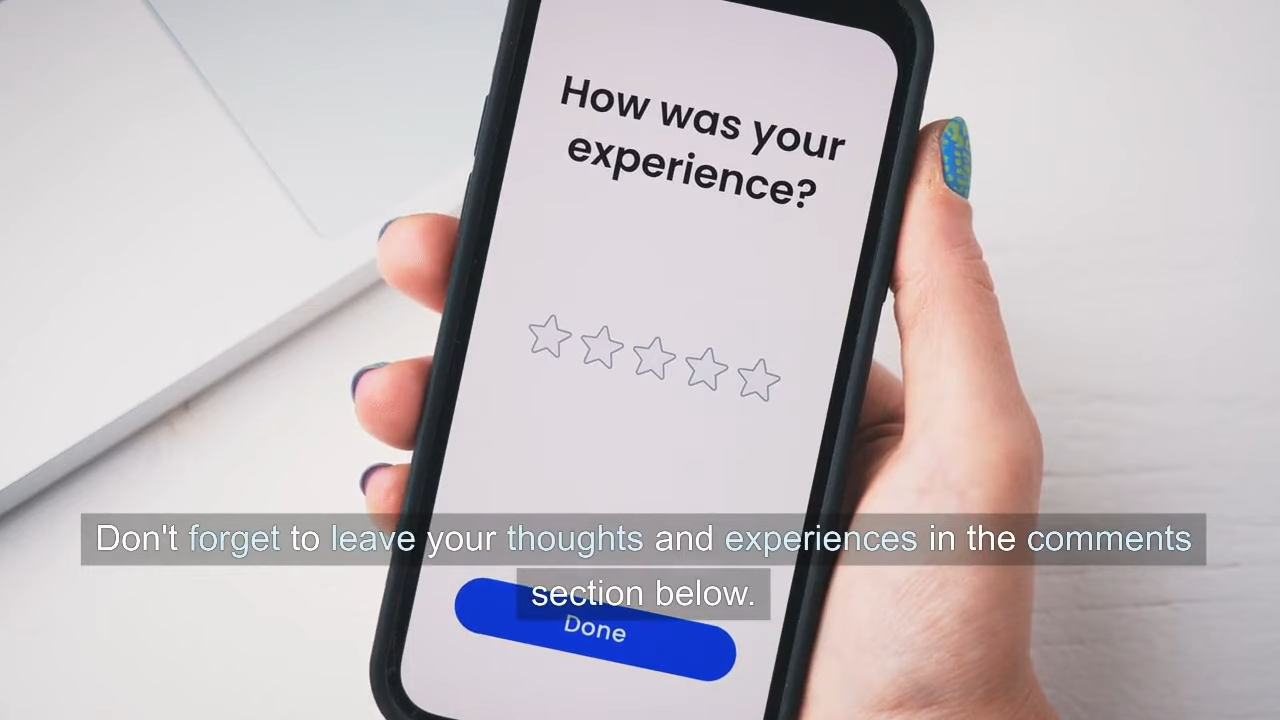 How was your
experience?
Don't forget to leave your thoughts and experiences in the comments
section below.
Done